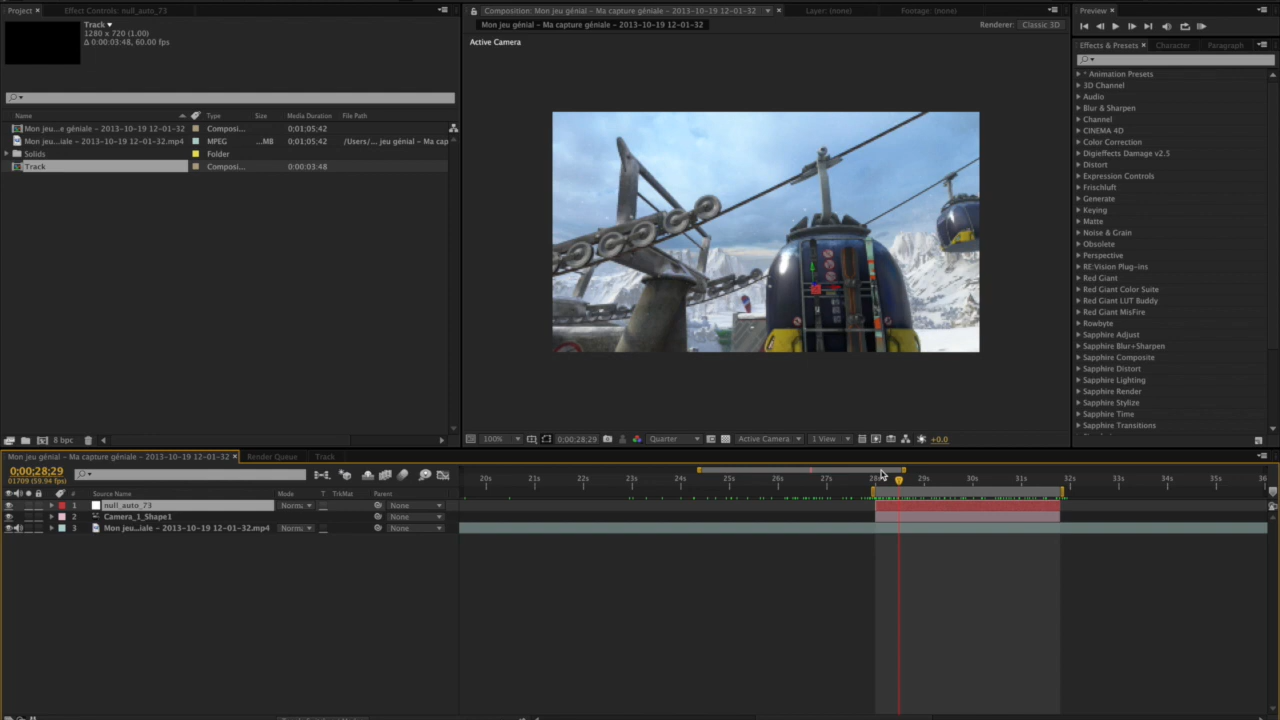 Project
Effect Controls: null_auto_73
Track
1280 x 720 (1.00)
Δ 0:00:03:48, 60.00 fps
Name
Type
Size
Media Duration
File Path
Mon jeu...e géniale – 2013-10-19 12-01-32
Composi...
0;01;05;42
Mon jeu...iale – 2013-10-19 12-01-32.mp4
MPEG
...MB
0;01;05;42
/Users/... jeu génial – Ma cap
Solids
Folder
Track
Composi...
0:00:03:48
8 bpc
Composition: Mon jeu génial – Ma capture géniale – 2013-10-19 12-01-32
Layer: (none)
Footage: (none)
Mon jeu génial – Ma capture géniale – 2013-10-19 12-01-32
Renderer:
Classic 3D
Active Camera
100%
0;00;28;29
Quarter
Active Camera
1 View
+0.0
Preview
Effects & Presets
Character
Paragraph
* Animation Presets
3D Channel
Audio
Blur & Sharpen
Channel
CINEMA 4D
Color Correction
Digieffects Damage v2.5
Distort
Expression Controls
Frischluft
Generate
Keying
Matte
Noise & Grain
Obsolete
Perspective
RE:Vision Plug-ins
Red Giant
Red Giant Color Suite
Red Giant LUT Buddy
Red Giant MisFire
Rowbyte
Sapphire Adjust
Sapphire Blur+Sharpen
Sapphire Composite
Sapphire Distort
Sapphire Lighting
Sapphire Render
Sapphire Stylize
Sapphire Time
Sapphire Transitions
Mon jeu génial – Ma capture géniale – 2013-10-19 12-01-32
Render Queue
Track
0;00;28;29
01709 (59.94 fps)
20s
21s
22s
23s
24s
25s
26s
27s
28s
29s
30s
31s
32s
33s
34s
35s
36
#
Source Name
Mode
T
TrkMat
Parent
1
null_auto_73
Norm...
None
2
Camera_1_Shape1
None
3
Mon jeu...iale – 2013-10-19 12-01-32.mp4
Norm...
None